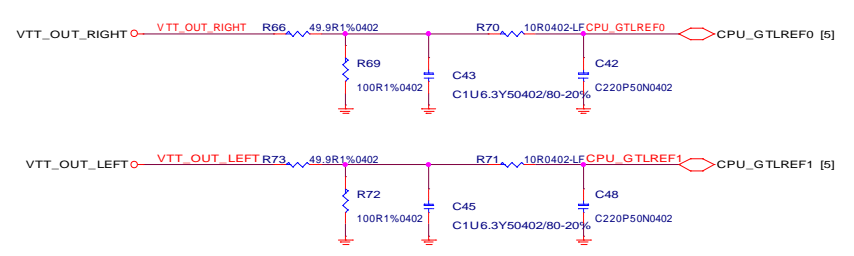 VTT_OUT_RIGHT VTT_OUT_RIGHT R66 49.9R1%0402 R70 10R0402-LF CPU_GTLREF0 CPU_GTLREF0 [5]
R69 C43 C42
100R1%0402 C1U6.3Y50402/80-20% C220P50N0402
VTT_OUT_LEFT VTT_OUT_LEFT R73 49.9R1%0402 R71 10R0402-LF CPU_GTLREF1 CPU_GTLREF1 [5]
R72 C45 C48
100R1%0402 C1U6.3Y50402/80-20% C220P50N0402